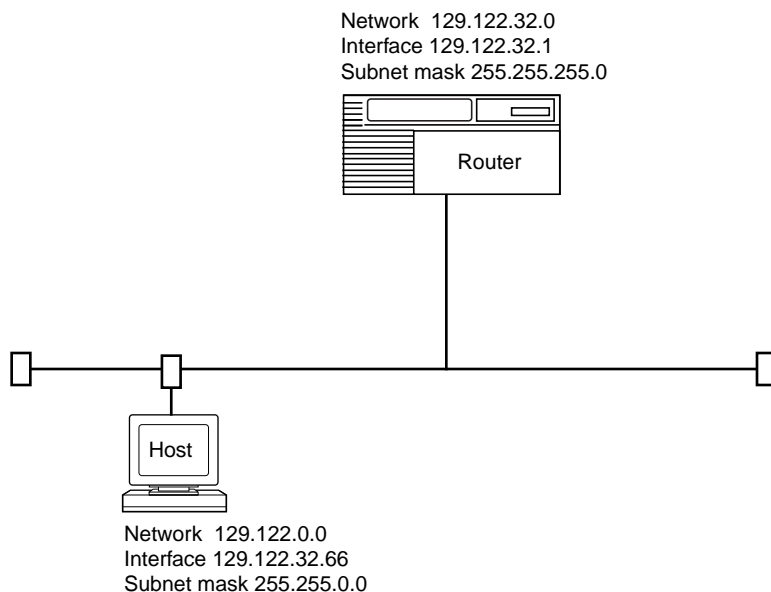 Network 129.122.32.0
Interface 129.122.32.1
Subnet mask 255.255.255.0
Router
Host
Network 129.122.0.0
Interface 129.122.32.66
Subnet mask 255.255.0.0